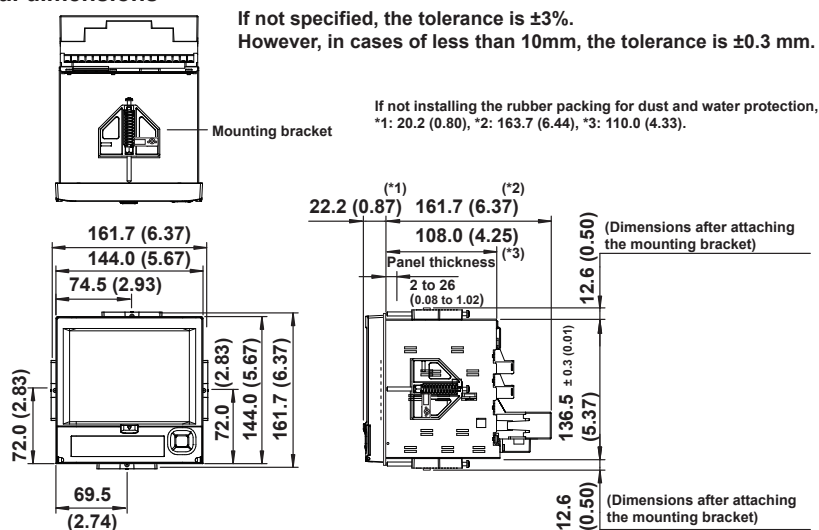 If not specified, the tolerance is ±3%.
However, in cases of less than 10mm, the tolerance is ±0.3 mm.
If not installing the rubber packing for dust and water protection,
*1: 20.2 (0.80), *2: 163.7 (6.44), *3: 110.0 (4.33).
Mounting bracket
(*1)
(*2)
22.2 (0.87)
161.7 (6.37)
108.0 (4.25)
(*3)
Panel thickness
2 to 26
(0.08 to 1.02)
12.6 (0.50)
(Dimensions after attaching
the mounting bracket)
161.7 (6.37)
144.0 (5.67)
74.5 (2.93)
72.0 (2.83)
72.0
(2.83)
144.0 (5.67)
161.7 (6.37)
136.5 ± 0.3 (0.01)
(5.37)
69.5
(2.74)
12.6
(0.50)
(Dimensions after attaching
the mounting bracket)